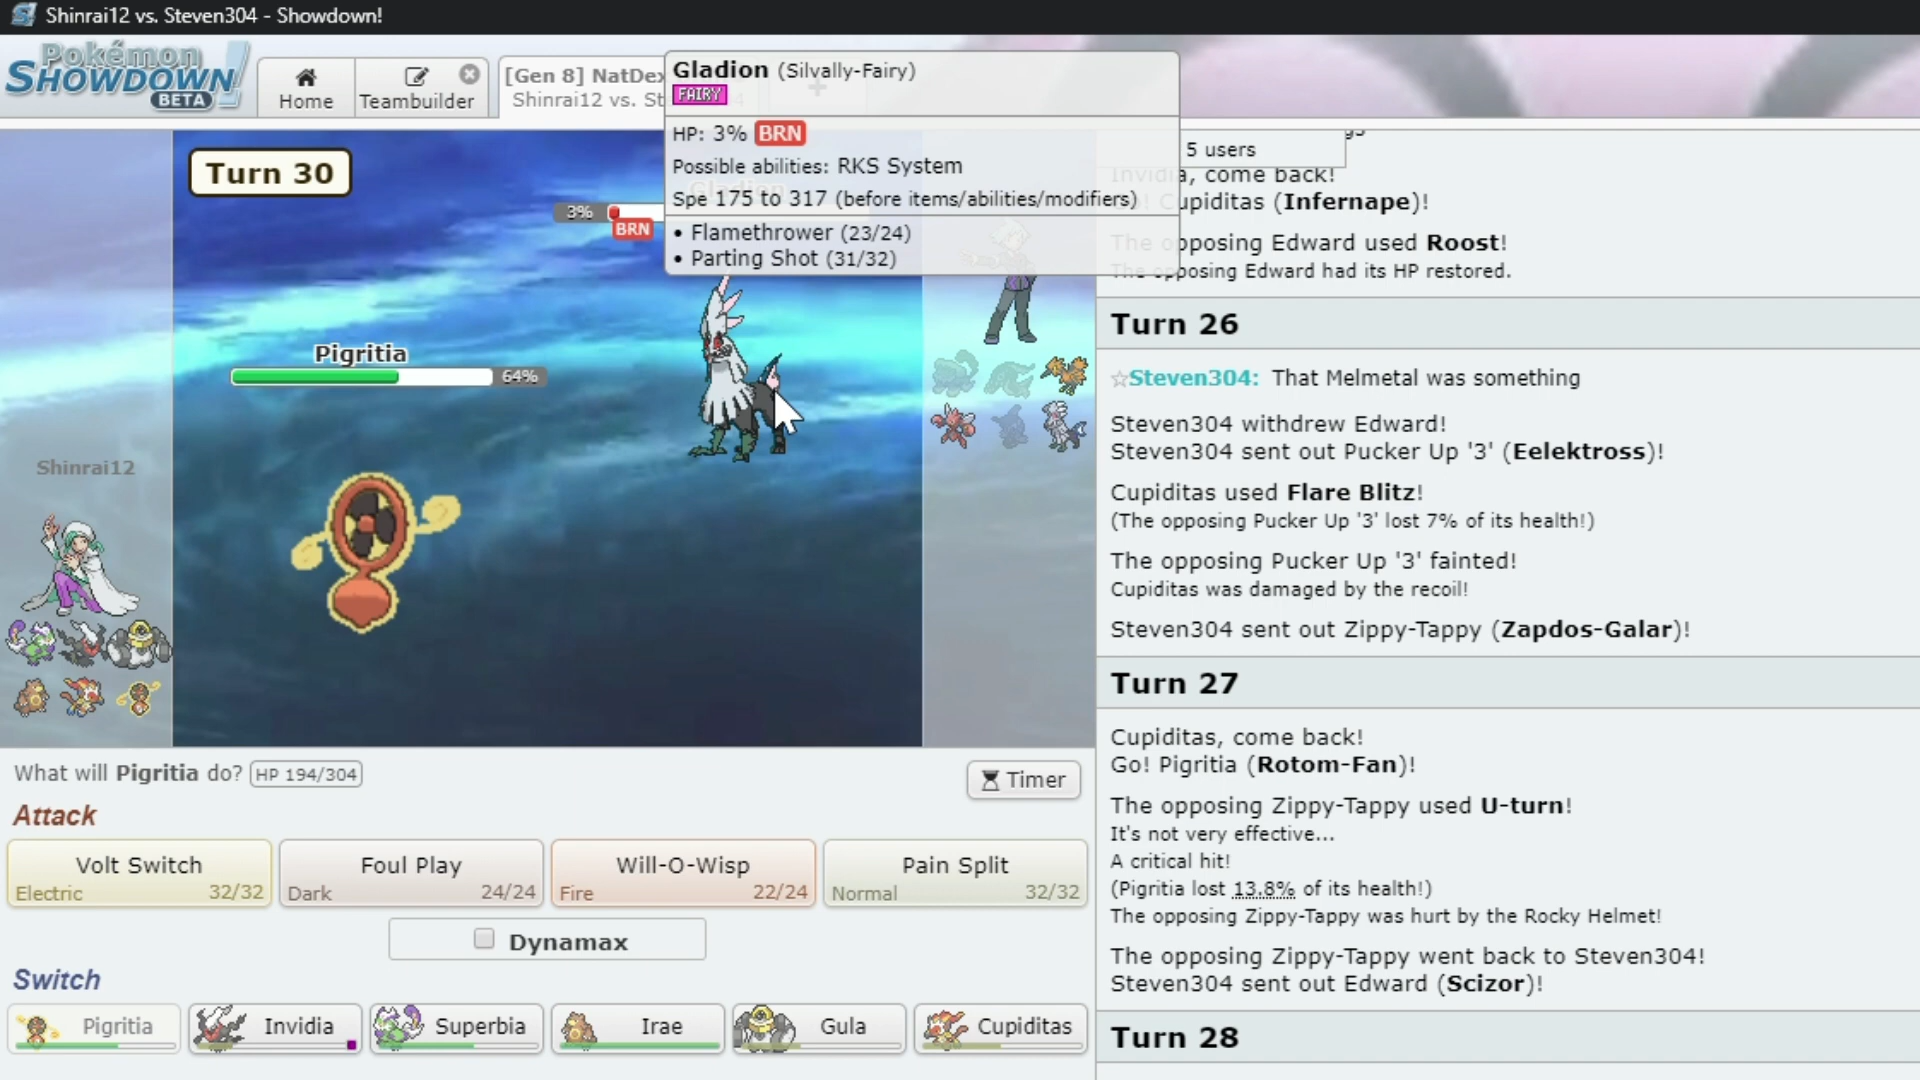 Shinrai12 vs. Steven304 - Showdown!
Pokémon
SHOWDOWN!
BETA
Home
Teambuilder
[Gen 8] NatDex
Shinrai12 vs. St
Gladion (Silvally-Fairy)
FAIRY
HP: 3% BRN
Possible abilities: RKS System
Spe 175 to 317 (before items/abilities/modifiers)
• Flamethrower (23/24)
• Parting Shot (31/32)
Turn 30
Gladion
3%
BRN
Pigritia
64%
Shinrai12
5 users
Invidia, come back!
Cupiditas (Infernape)!
The opposing Edward used Roost!
The opposing Edward had its HP restored.
Turn 26
☆Steven304: That Melmetal was something
Steven304 withdrew Edward!
Steven304 sent out Pucker Up '3' (Eelektross)!
Cupiditas used Flare Blitz!
(The opposing Pucker Up '3' lost 7% of its health!)
The opposing Pucker Up '3' fainted!
Cupiditas was damaged by the recoil!
Steven304 sent out Zippy-Tappy (Zapdos-Galar)!
Turn 27
Cupiditas, come back!
Go! Pigritia (Rotom-Fan)!
The opposing Zippy-Tappy used U-turn!
It's not very effective...
A critical hit!
(Pigritia lost 13.8% of its health!)
The opposing Zippy-Tappy was hurt by the Rocky Helmet!
The opposing Zippy-Tappy went back to Steven304!
Steven304 sent out Edward (Scizor)!
Turn 28
What will Pigritia do? HP 194/304
Timer
Attack
Volt Switch
Electric 32/32
Foul Play
Dark 24/24
Will-O-Wisp
Fire 22/24
Pain Split
Normal 32/32
Dynamax
Switch
Pigritia
Invidia
Superbia
Irae
Gula
Cupiditas